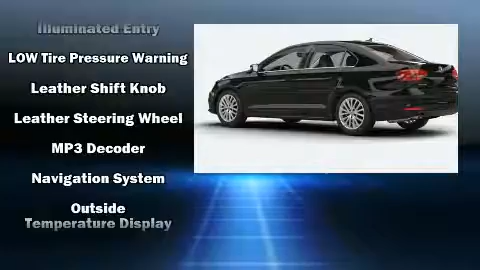 Illuminated Entry
LOW Tire Pressure Warning
Leather Shift Knob
Leather Steering Wheel
MP3 Decoder
Navigation System
Outside
Temperature Display